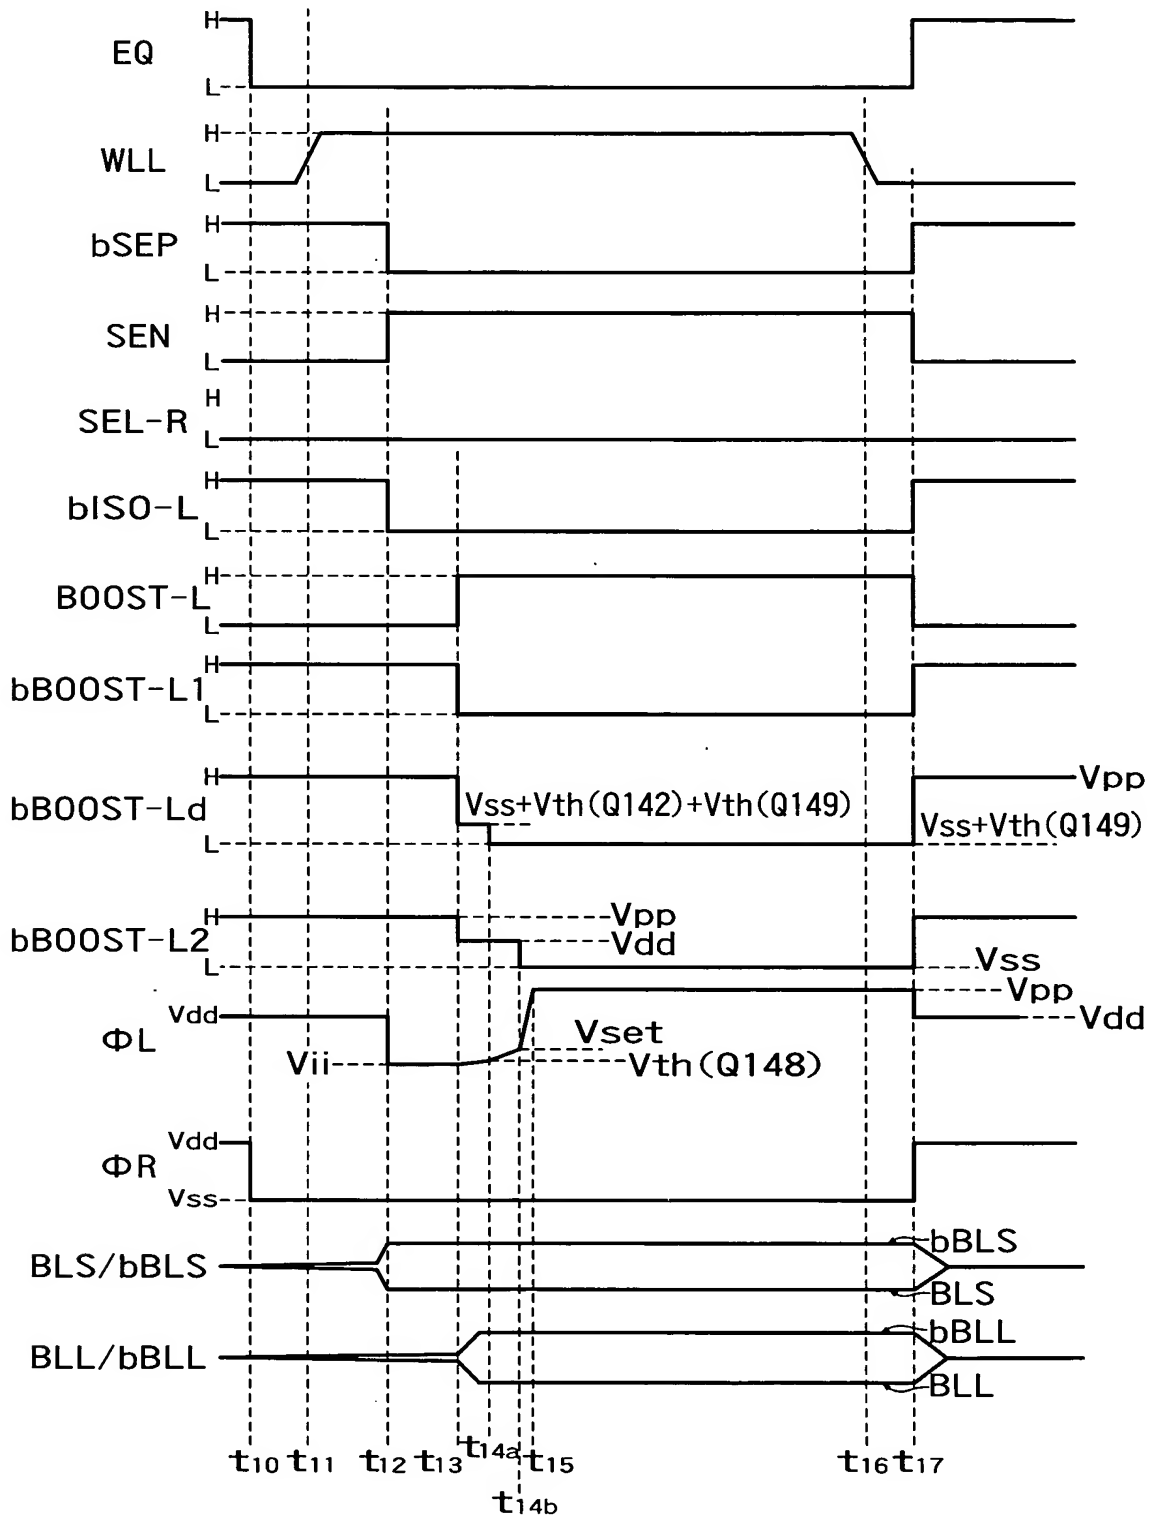 H
EQ
L
H
WLL
L
H
bSEP
L
H
SEN
L
H
SEL-R
L
H
bISO-L
L
H
BOOST-L
L
H
bBOOST-L1
L
H
Vpp
bBOOST-Ld
Vss+Vth(Q142)+Vth(Q149)
Vss+Vth(Q149)
L
H
Vpp
bBOOST-L2
Vdd
L
Vss
Vpp
Vdd
Vdd
ΦL
Vset
Vii
Vth(Q148)
Vdd
ΦR
Vss
bBLS
BLS/bBLS
BLS
bBLL
BLL/bBLL
BLL
t10 t11 t12 t13 t14a t15 t16 t17
t14b